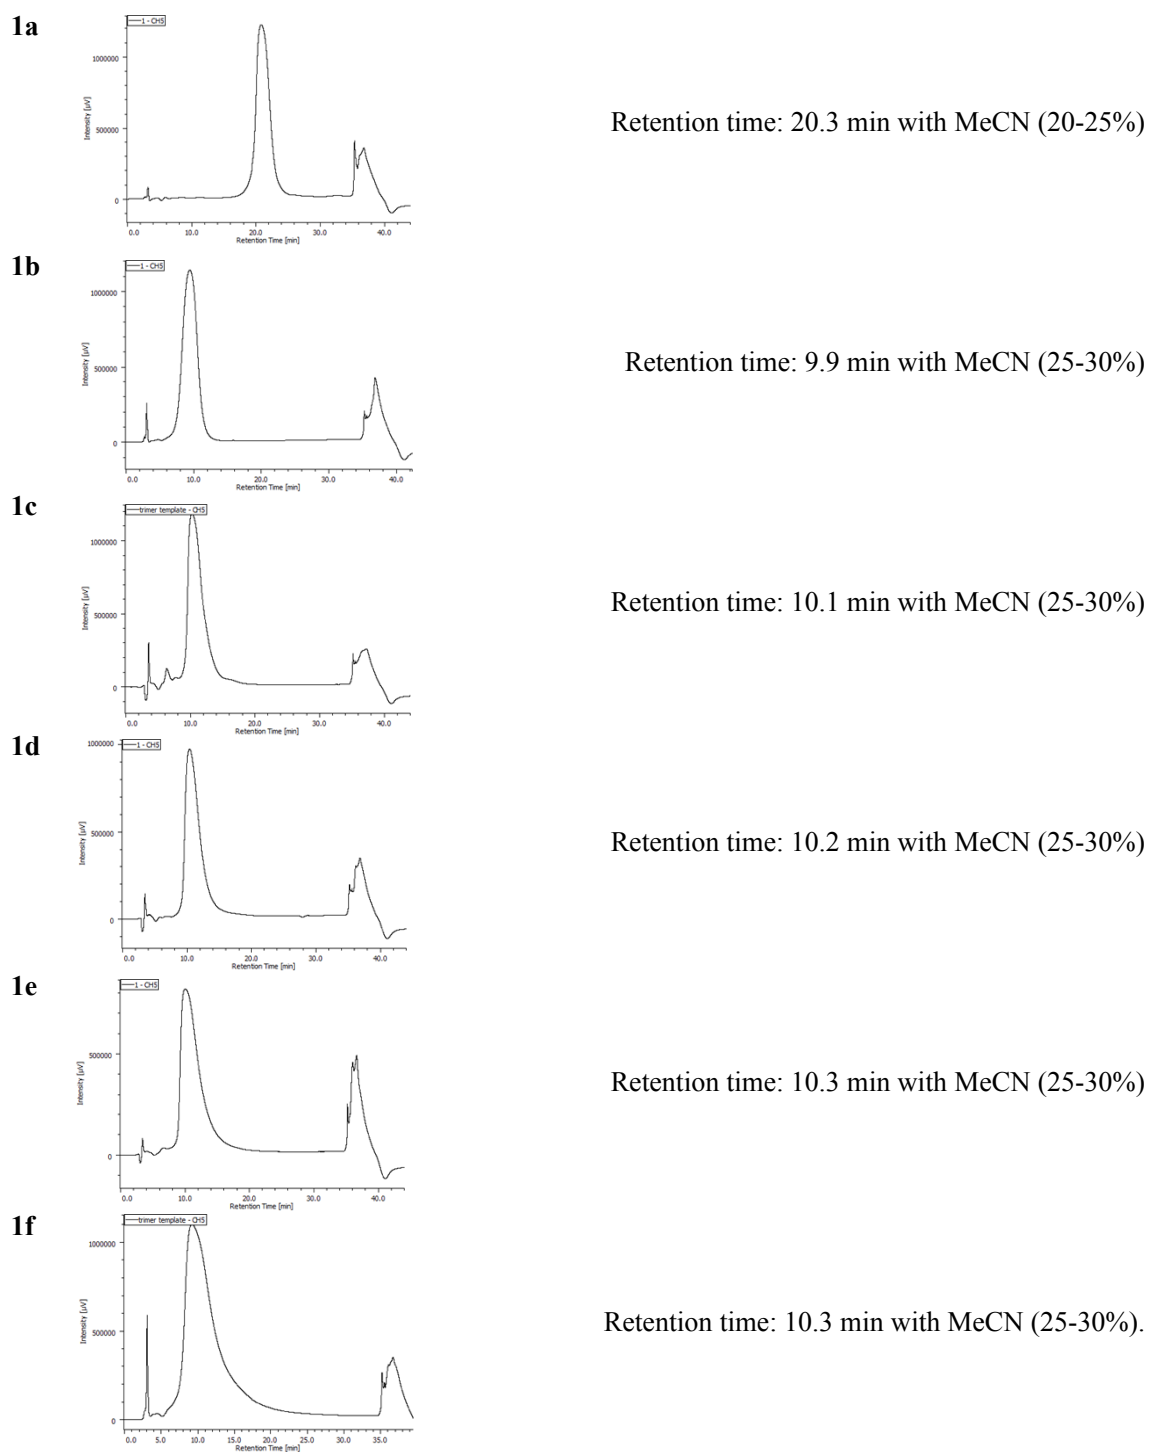 1a
1 - CH5
Intensity [µV]
1000000
500000
0
0.0 10.0 20.0 30.0 40.0
Retention Time [min]
Retention time: 20.3 min with MeCN (20-25%)
1b
1 - CH5
Intensity [µV]
1000000
500000
0
0.0 10.0 20.0 30.0 40.0
Retention Time [min]
Retention time: 9.9 min with MeCN (25-30%)
1c
trimer template - CH5
Intensity [µV]
1000000
500000
0
0.0 10.0 20.0 30.0 40.0
Retention Time [min]
Retention time: 10.1 min with MeCN (25-30%)
1d
1 - CH5
Intensity [µV]
1000000
500000
0
0.0 10.0 20.0 30.0 40.0
Retention Time [min]
Retention time: 10.2 min with MeCN (25-30%)
1e
1 - CH5
Intensity [µV]
500000
0
0.0 10.0 20.0 30.0 40.0
Retention Time [min]
Retention time: 10.3 min with MeCN (25-30%)
1f
trimer template - CH5
Intensity [µV]
1000000
500000
0
0.0 5.0 10.0 15.0 20.0 25.0 30.0 35.0
Retention Time [min]
Retention time: 10.3 min with MeCN (25-30%).